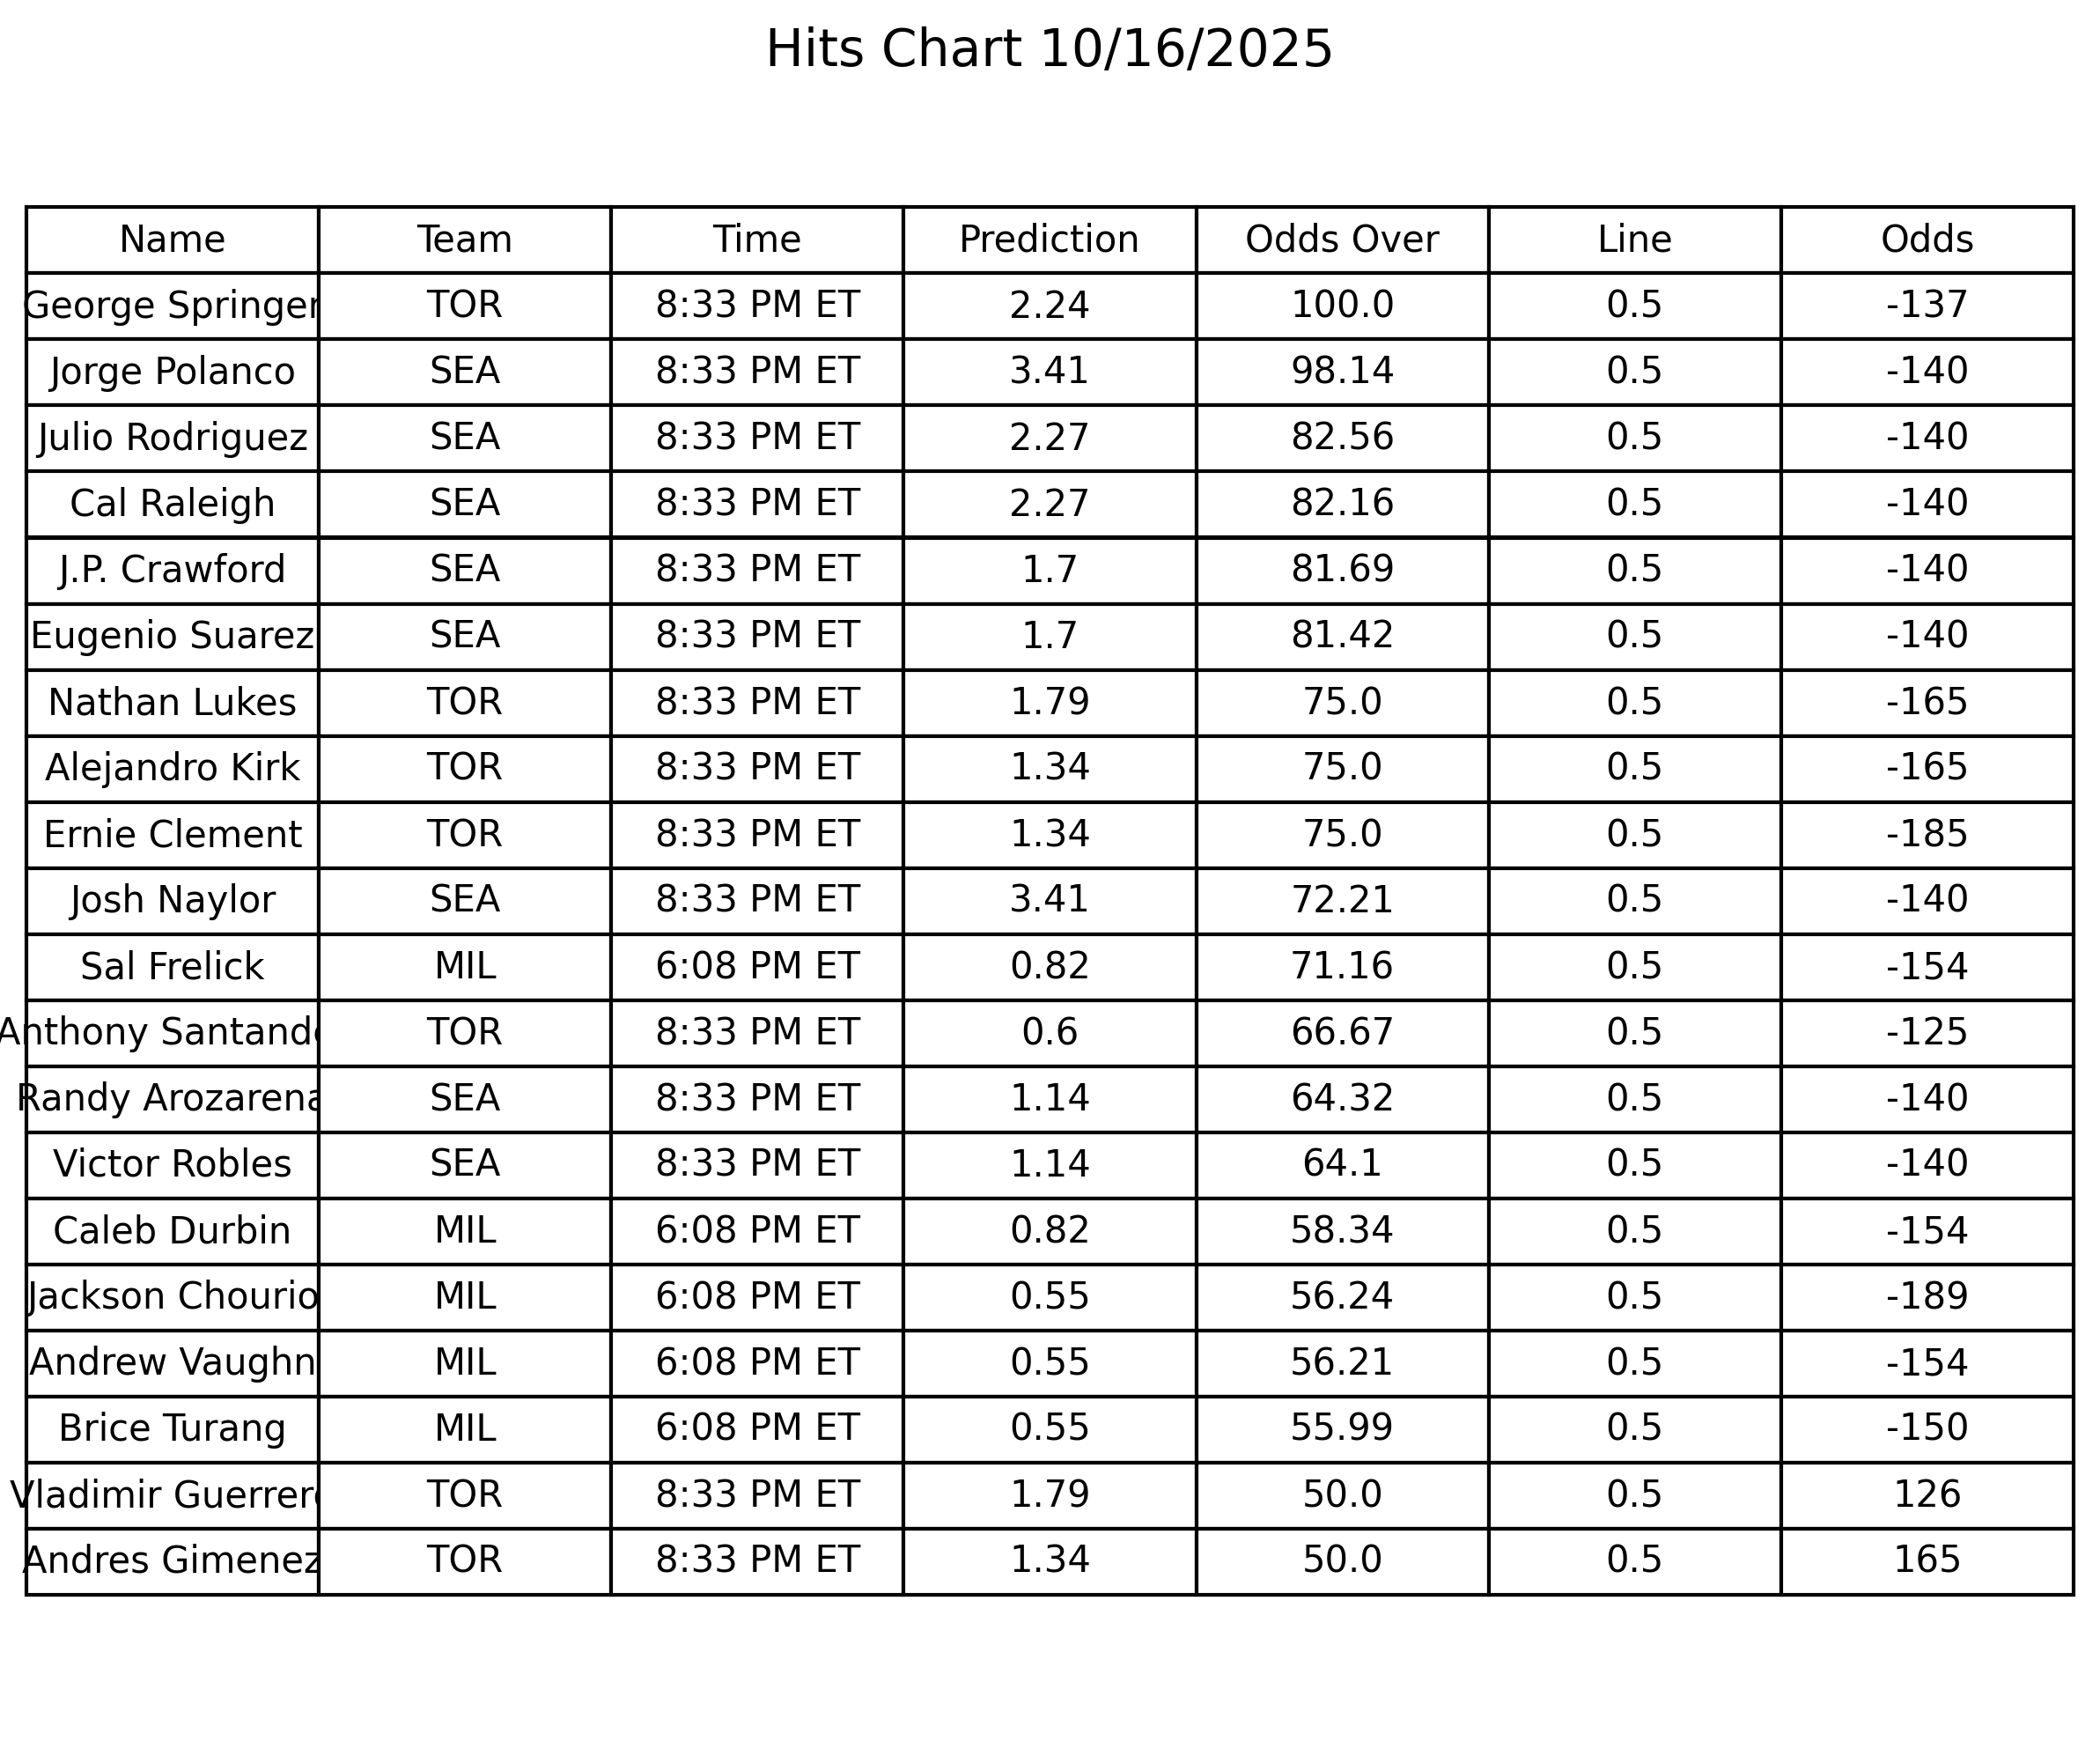 Hits Chart 10/16/2025
Name Team Time Prediction Odds Over Line Odds
George Springer TOR 8:33 PM ET 2.24 100.0 0.5 -137
Jorge Polanco SEA 8:33 PM ET 3.41 98.14 0.5 -140
Julio Rodriguez SEA 8:33 PM ET 2.27 82.56 0.5 -140
Cal Raleigh SEA 8:33 PM ET 2.27 82.16 0.5 -140
J.P. Crawford SEA 8:33 PM ET 1.7 81.69 0.5 -140
Eugenio Suarez SEA 8:33 PM ET 1.7 81.42 0.5 -140
Nathan Lukes TOR 8:33 PM ET 1.79 75.0 0.5 -165
Alejandro Kirk TOR 8:33 PM ET 1.34 75.0 0.5 -165
Ernie Clement TOR 8:33 PM ET 1.34 75.0 0.5 -185
Josh Naylor SEA 8:33 PM ET 3.41 72.21 0.5 -140
Sal Frelick MIL 6:08 PM ET 0.82 71.16 0.5 -154
Anthony Santande TOR 8:33 PM ET 0.6 66.67 0.5 -125
Randy Arozarena SEA 8:33 PM ET 1.14 64.32 0.5 -140
Victor Robles SEA 8:33 PM ET 1.14 64.1 0.5 -140
Caleb Durbin MIL 6:08 PM ET 0.82 58.34 0.5 -154
Jackson Chourio MIL 6:08 PM ET 0.55 56.24 0.5 -189
Andrew Vaughn MIL 6:08 PM ET 0.55 56.21 0.5 -154
Brice Turang MIL 6:08 PM ET 0.55 55.99 0.5 -150
Vladimir Guerrero TOR 8:33 PM ET 1.79 50.0 0.5 126
Andres Gimenez TOR 8:33 PM ET 1.34 50.0 0.5 165